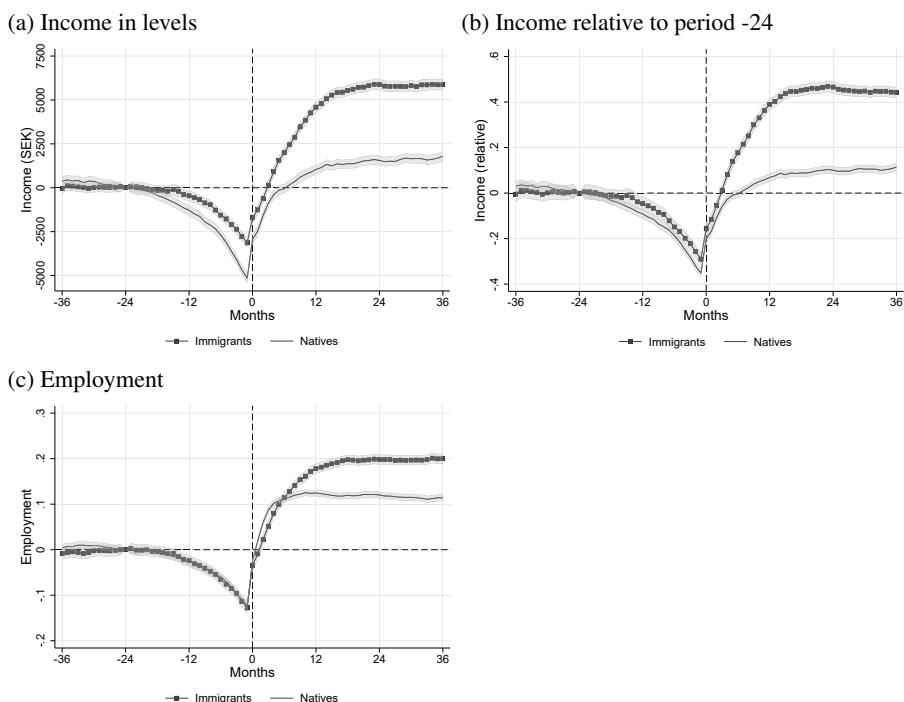 (a) Income in levels
(b) Income relative to period -24
Income (SEK)
7500
5000
2500
0
-2500
-5000
-36 -24 -12 0 12 24 36
Months
Immigrants Natives
Income (relative)
.6
.4
.2
0
-.2
-.4
-36 -24 -12 0 12 24 36
Months
Immigrants Natives
(c) Employment
Employment
.3
.2
.1
0
-.1
-.2
-36 -24 -12 0 12 24 36
Months
Immigrants Natives